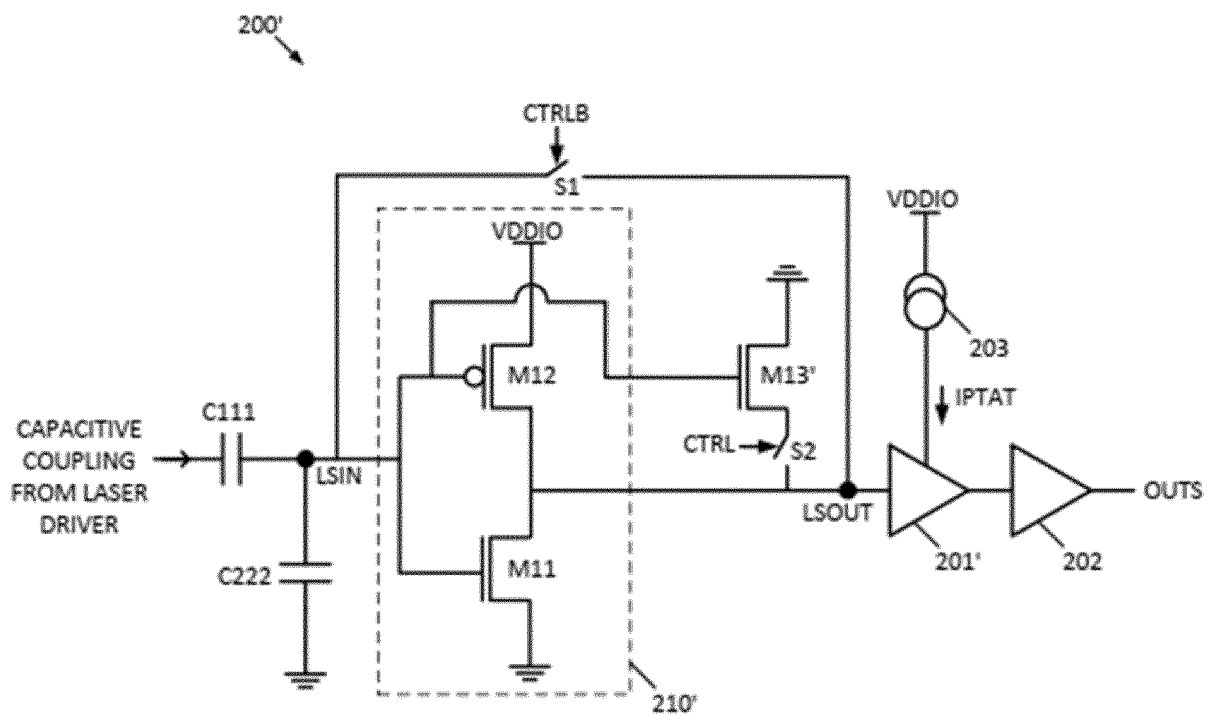 200'
CTRLB
S1
VDDIO
VDDIO
203
M12
M13'
IPTAT
C111
CAPACITIVE
COUPLING
FROM LASER
DRIVER
LSIN
CTRL
S2
LSOUT
OUTS
201'
202
C222
M11
210'